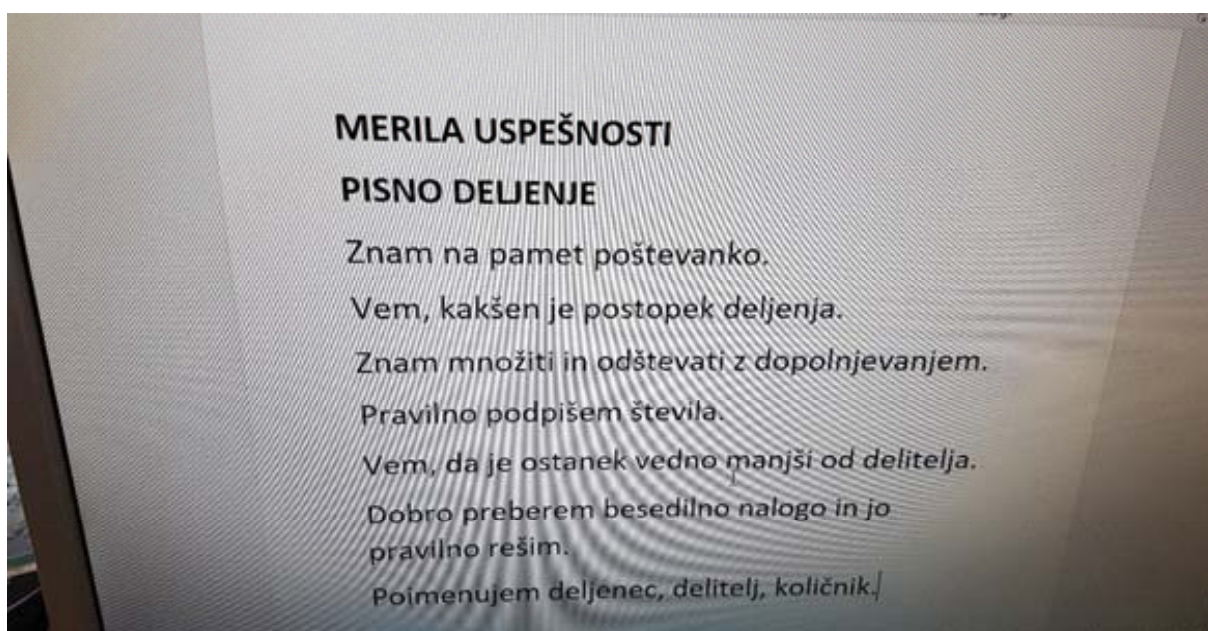 MERILA USPEŠNOSTI
PISNO DELJENJE
Znam na pamet poštevanko.
Vem, kakšen je postopek deljenja.
Znam množiti in odštevati z dopolnjevanjem.
Pravilno podpišem števila.
Vem, da je ostanek vedno manjši od delitelja.
Dobro preberem besedilno nalogo in jo
pravilno rešim.
Poimenujem deljenec, delitelj, količnik.